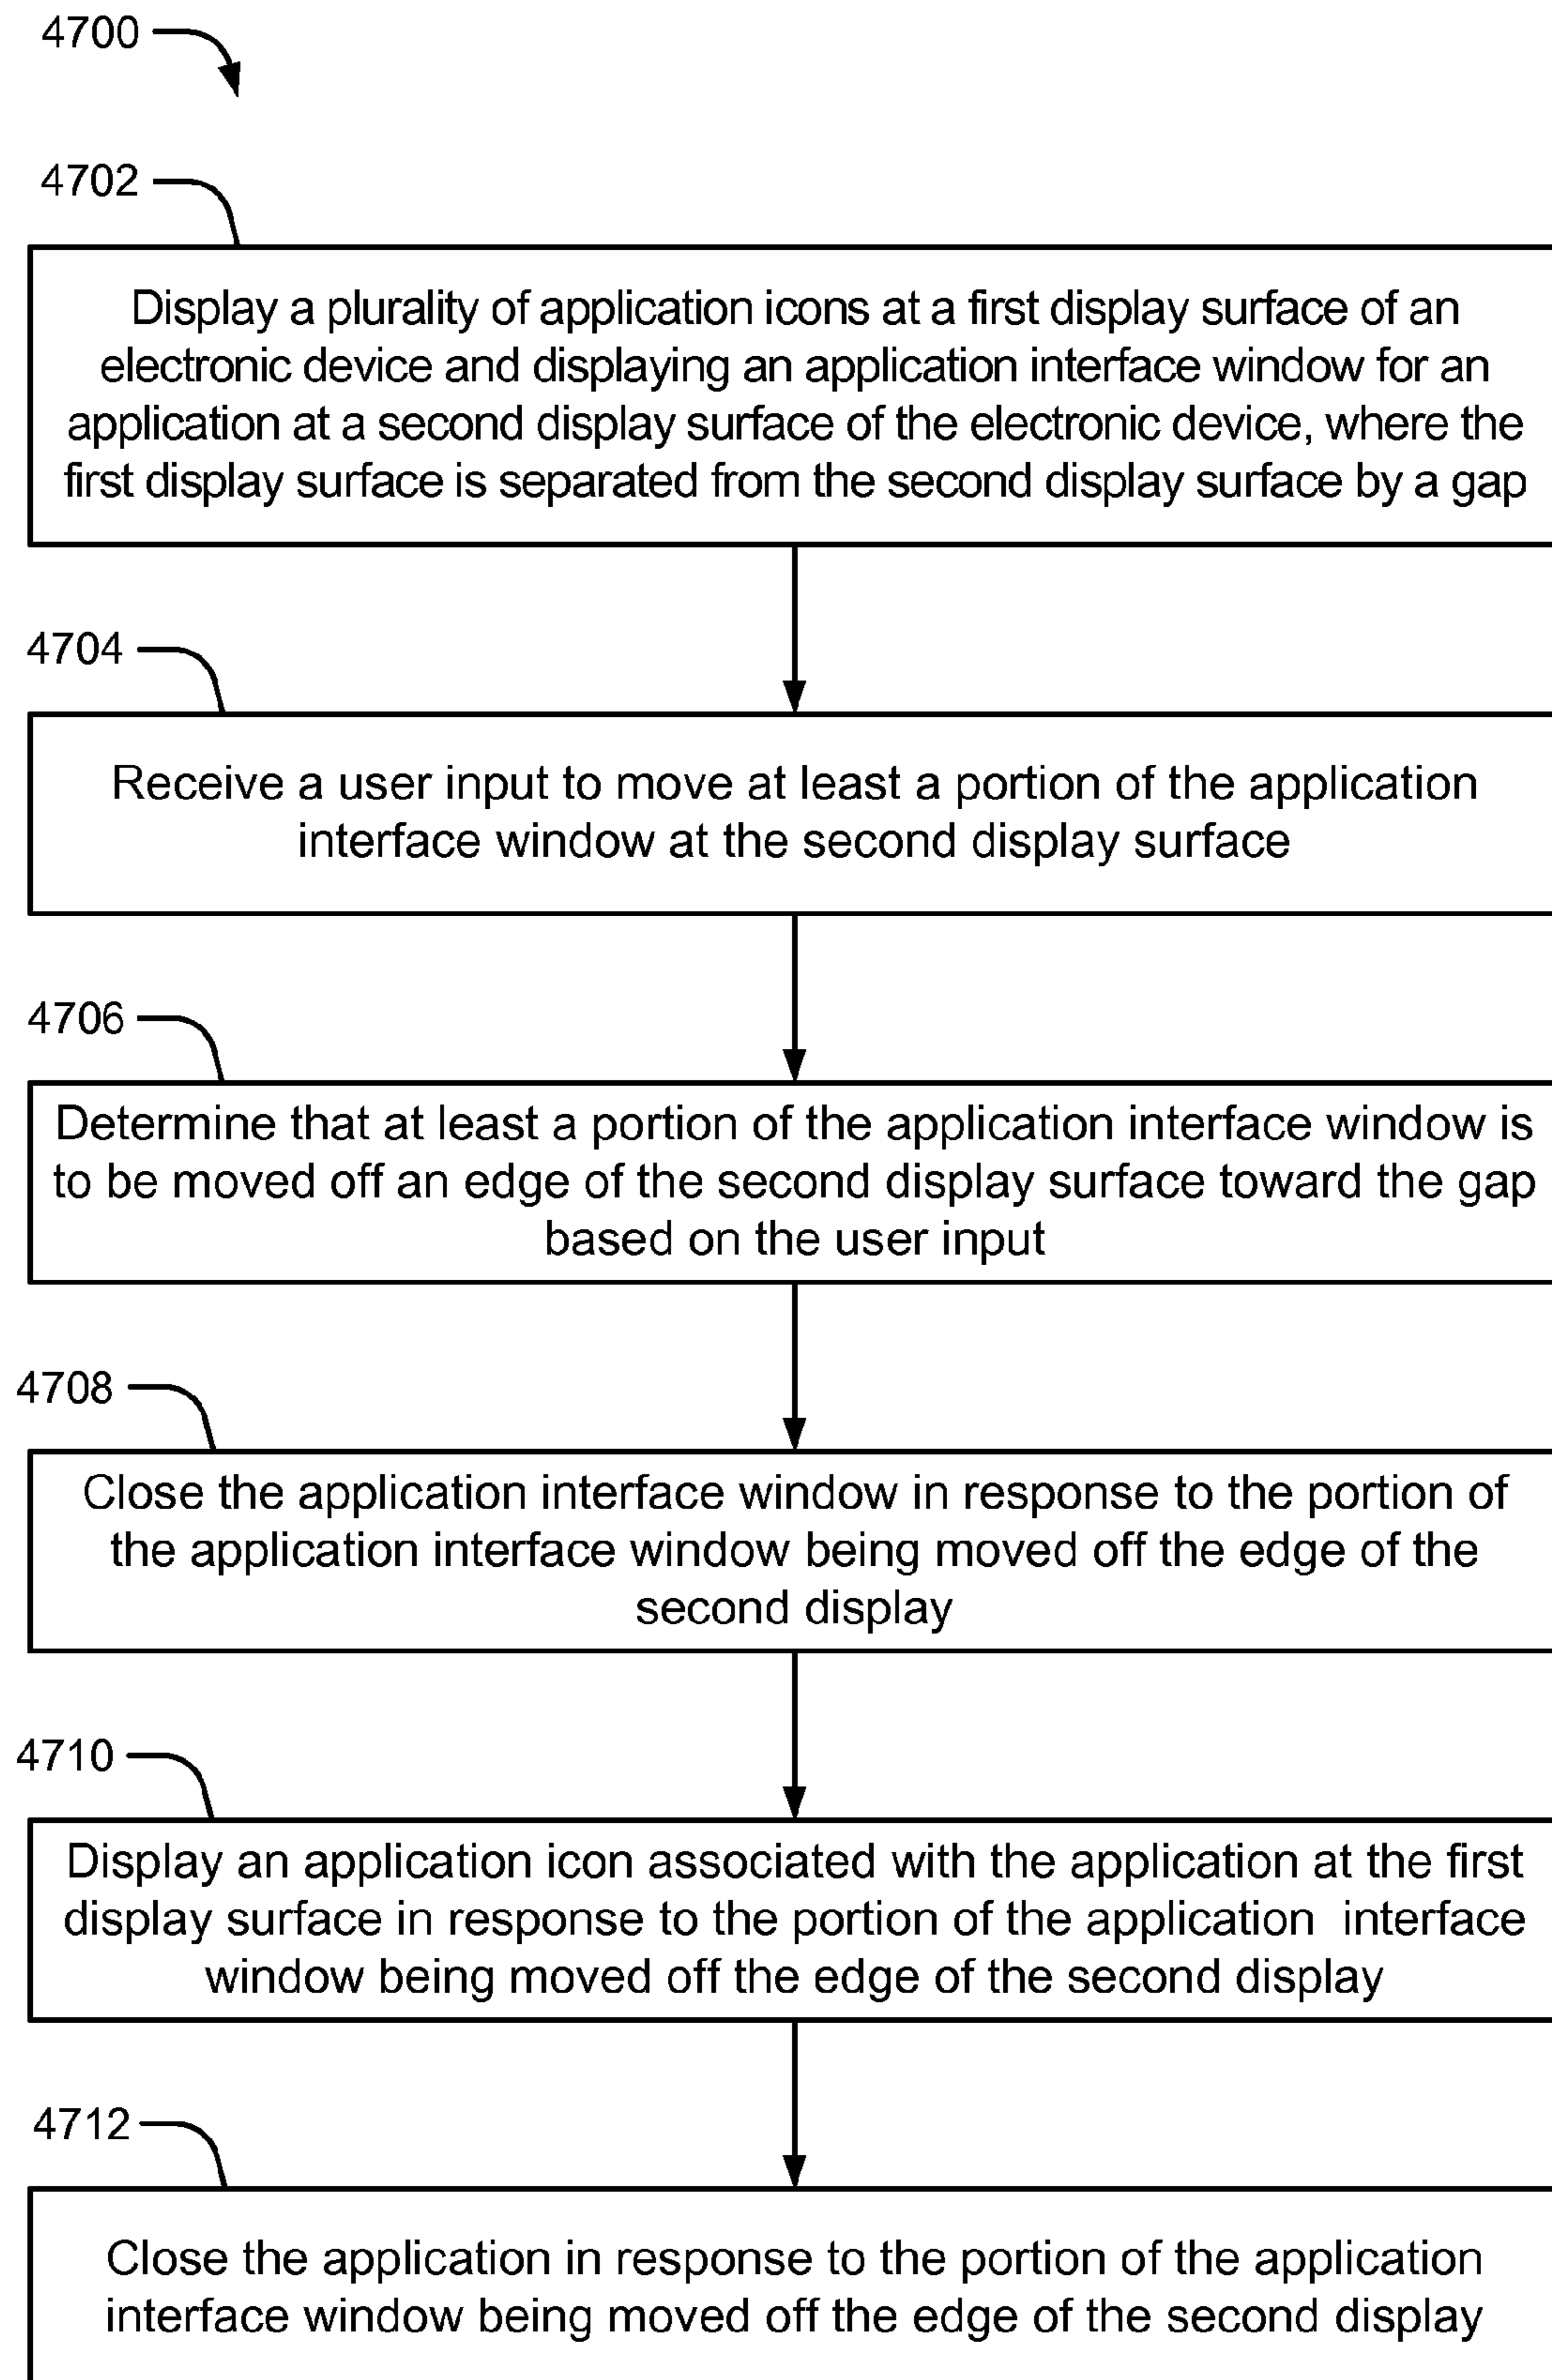 4700
4702
Display a plurality of application icons at a first display surface of an
electronic device and displaying an application interface window for an
application at a second display surface of the electronic device, where the
first display surface is separated from the second display surface by a gap
4704
Receive a user input to move at least a portion of the application
interface window at the second display surface
4706
Determine that at least a portion of the application interface window is
to be moved off an edge of the second display surface toward the gap
based on the user input
4708
Close the application interface window in response to the portion of
the application interface window being moved off the edge of the
second display
4710
Display an application icon associated with the application at the first
display surface in response to the portion of the application  interface
window being moved off the edge of the second display
4712
Close the application in response to the portion of the application
interface window being moved off the edge of the second display